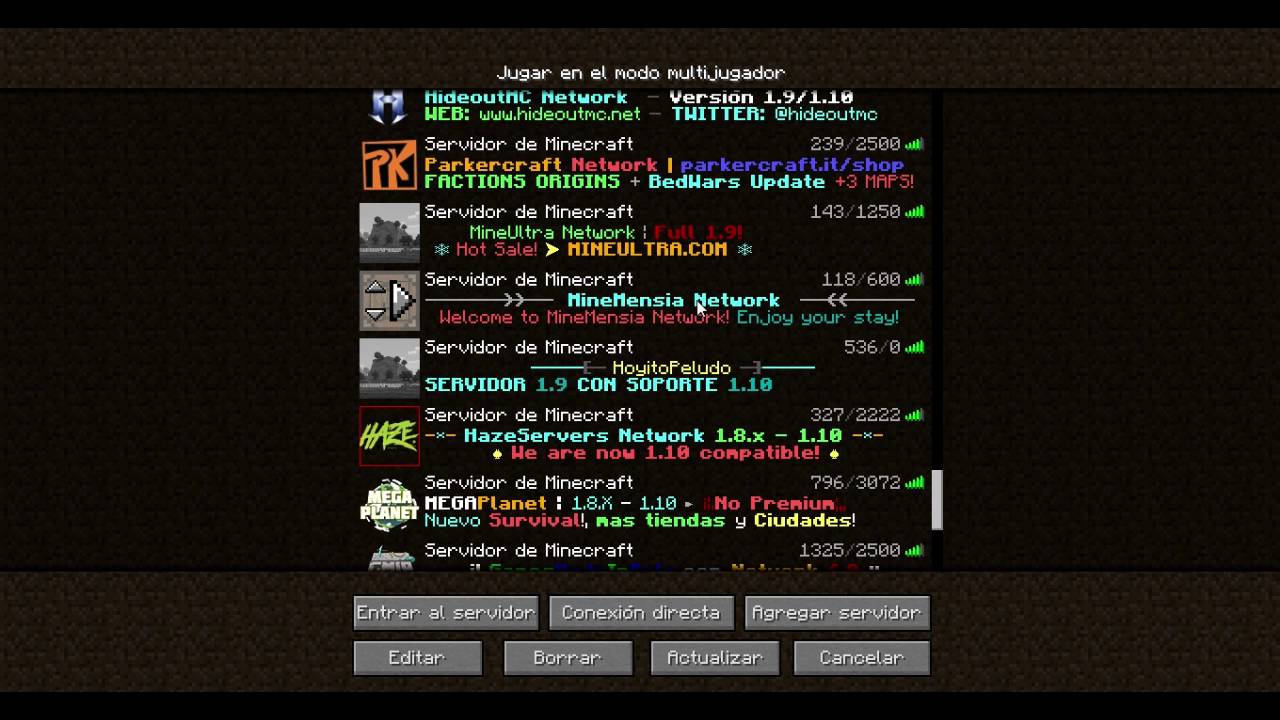 Jugar en el modo multijugador
HideoutMC Network - Versión 1.9/1.10
WEB: www.hideoutmc.net - TWITTER: @hideoutmc
Servidor de Minecraft 239/2500
PK
Parkercraft Network | parkercraft.it/shop
FACTIONS ORIGINS + BedWars Update +3 MAPS!
Servidor de Minecraft 143/1250
MineUltra Network ¦ Full 1.9!
❄ Hot Sale! ➤ MINEULTRA.COM ❄
Servidor de Minecraft 118/600
MineMensia Network
Welcome to MineMensia Network! Enjoy your stay!
Servidor de Minecraft 536/0
HoyitoPeludo
SERVIDOR 1.9 CON SOPORTE 1.10
Servidor de Minecraft 327/2222
HAZE
-×- HazeServers Network 1.8.x - 1.10 -×-
♠ We are now 1.10 compatible! ♠
Servidor de Minecraft 796/3072
MEGA PLANET
MEGAPlanet ¦ 1.8.X - 1.10 ► No Premium
Nuevo Survival!, mas tiendas y Ciudades!
Servidor de Minecraft 1325/2500
Entrar al servidor Conexión directa Agregar servidor
Editar Borrar Actualizar Cancelar